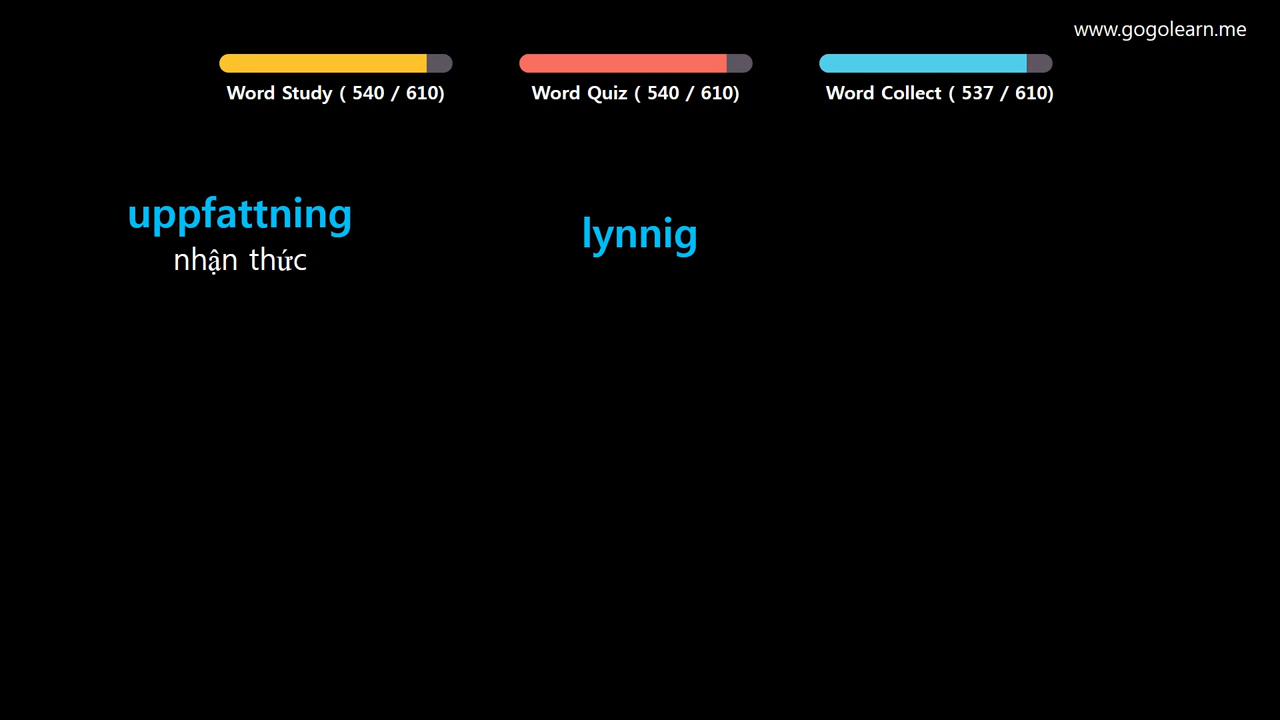 www.gogolearn.me
Word Study ( 540 / 610)
Word Quiz ( 540 / 610)
Word Collect ( 537 / 610)
uppfattning
nhận thức
lynnig